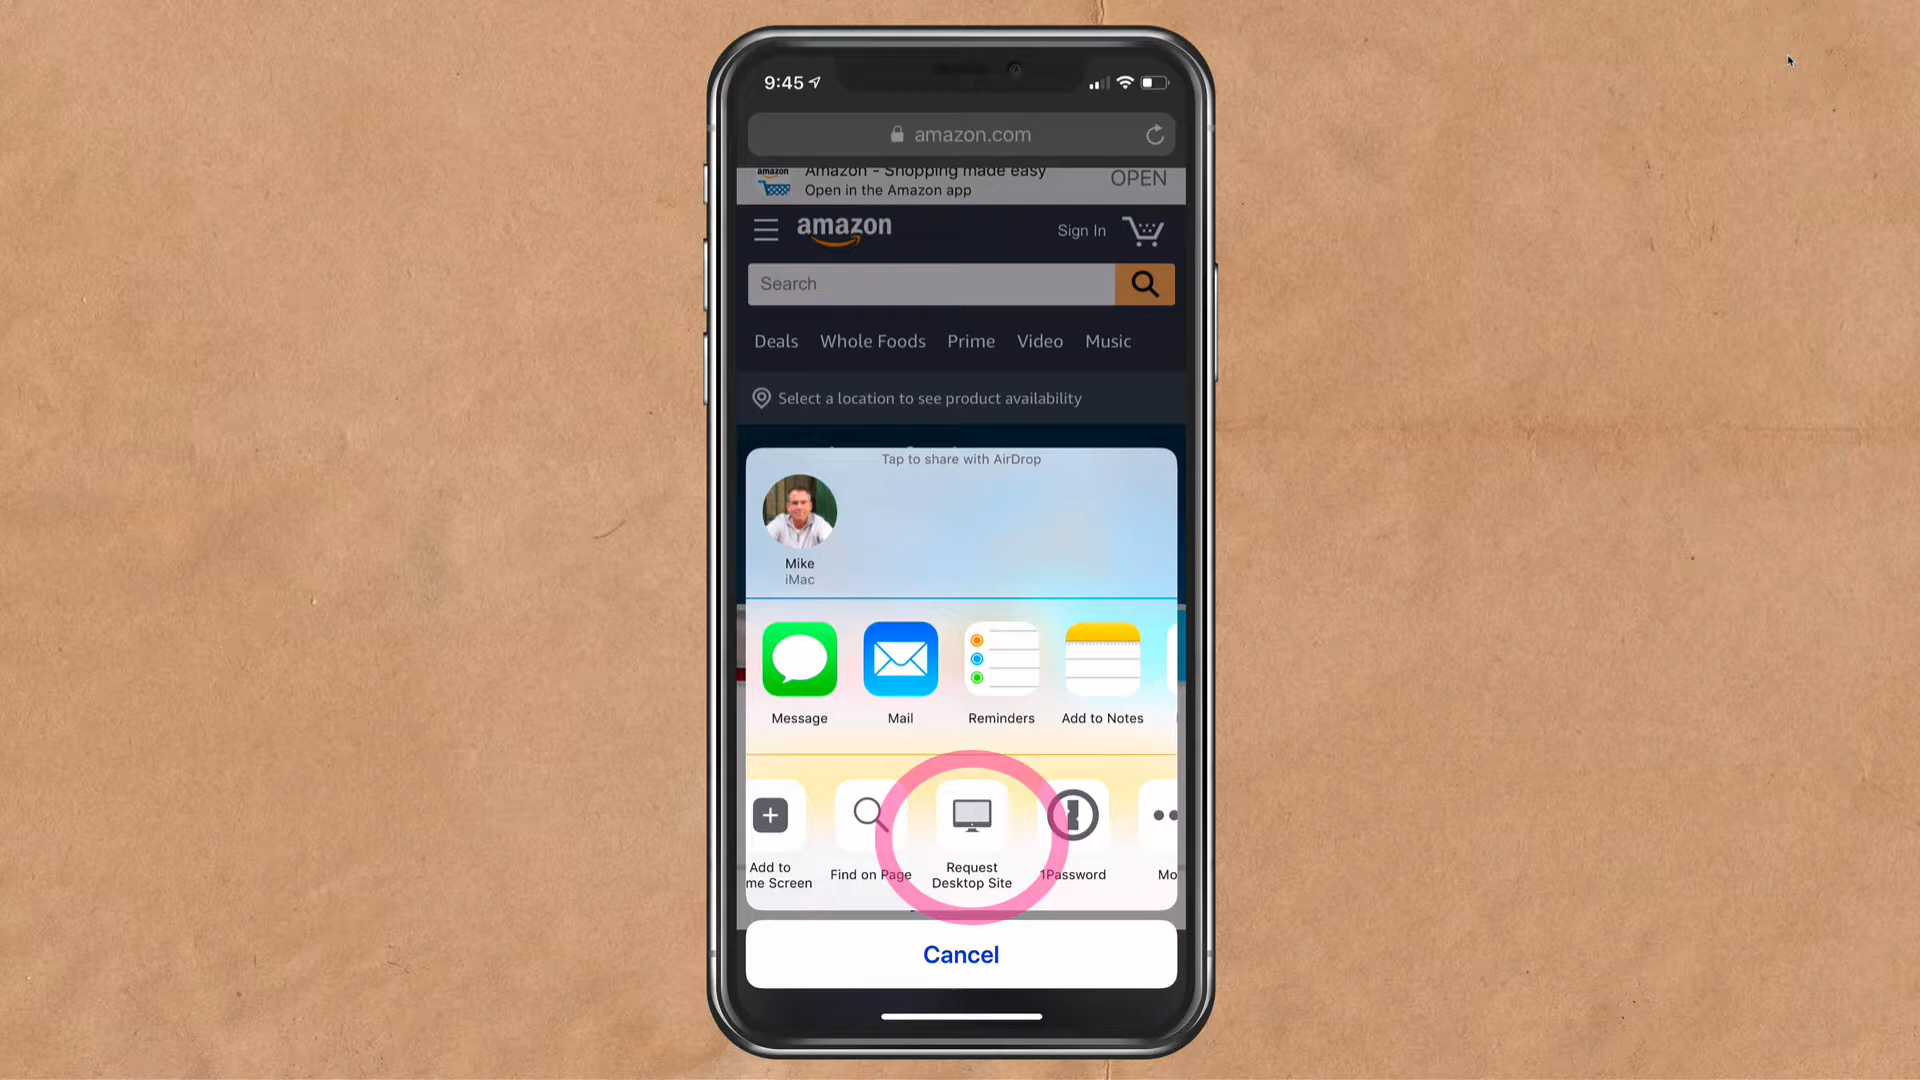 9:45
amazon.com
amazon
Amazon - Shopping made easy
Open in the Amazon app
OPEN
amazon
Sign In
Search
Deals Whole Foods Prime Video Music
Select a location to see product availability
Tap to share with AirDrop
Mike
iMac
Message Mail Reminders Add to Notes
Add to
me Screen
Find on Page
Request
Desktop Site
1Password
Mo
Cancel